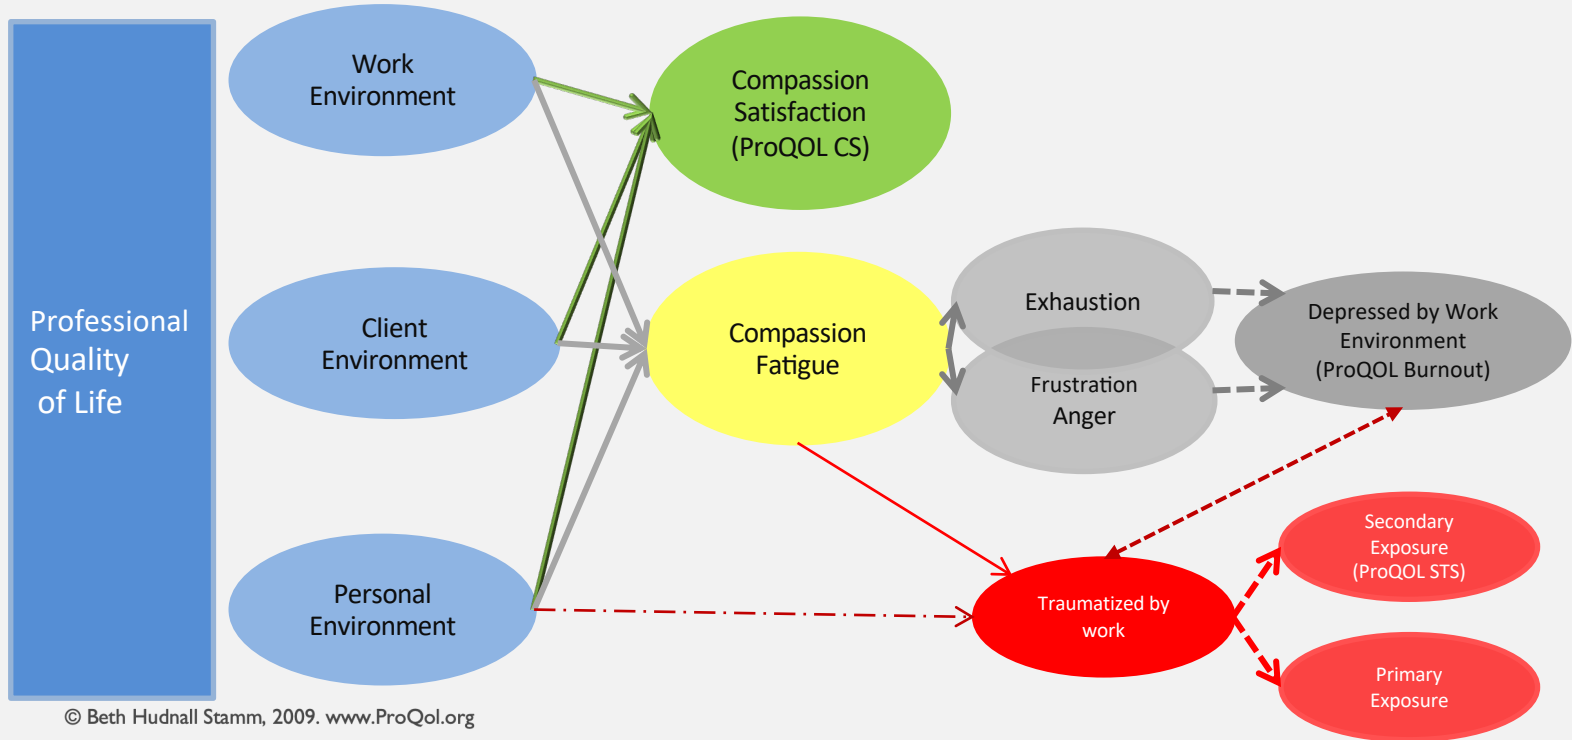 Professional
Quality
of Life
Work
Environment
Client
Environment
Personal
Environment
Compassion
Satisfaction
(ProQOL CS)
Compassion
Fatigue
Exhaustion
Frustration
Anger
Depressed by Work
Environment
(ProQOL Burnout)
Traumatized by
work
Secondary
Exposure
(ProQOL STS)
Primary
Exposure
© Beth Hudnall Stamm, 2009. www.ProQol.org